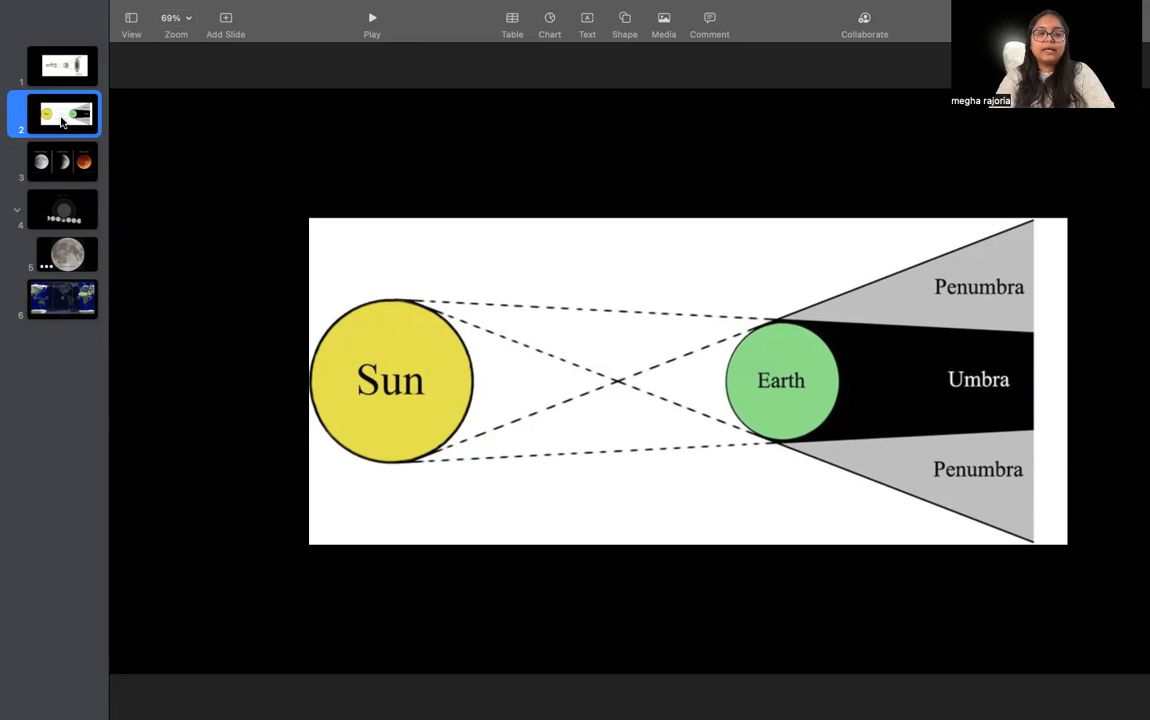 69%
View
Zoom
Add Slide
Play
Table
Chart
Text
Shape
Media
Comment
Collaborate
megha rajoria
1
2
3
4
5
6
Penumbra
Sun
Earth
Umbra
Penumbra